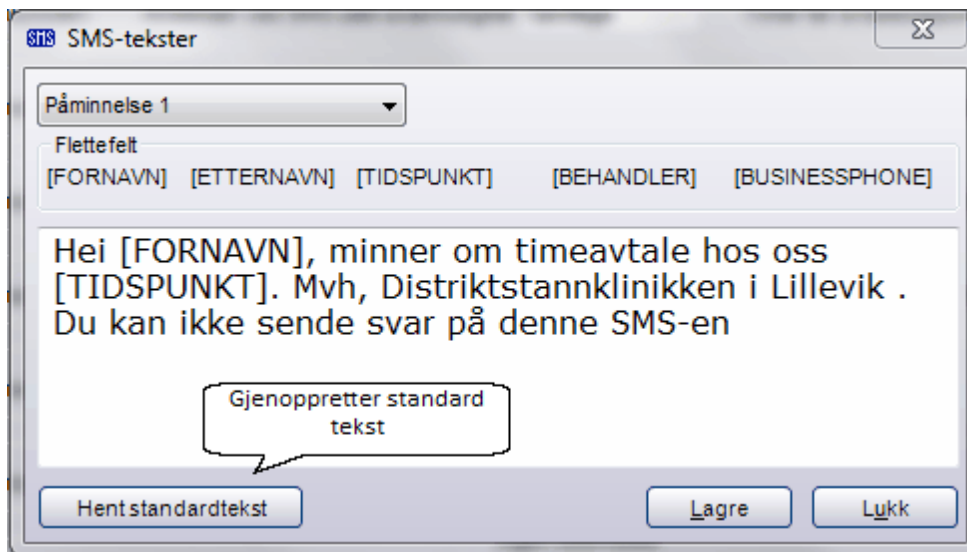 SMS SMS-tekster
Påminnelse 1
Flettefelt
[FORNAVN] [ETTERNAVN] [TIDSPUNKT] [BEHANDLER] [BUSINESSPHONE]
Hei [FORNAVN], minner om timeavtale hos oss
[TIDSPUNKT]. Mvh, Distriktstannklinikken i Lillevik .
Du kan ikke sende svar på denne SMS-en
Gjenoppretter standard
tekst
Hent standardtekst Lagre Lukk